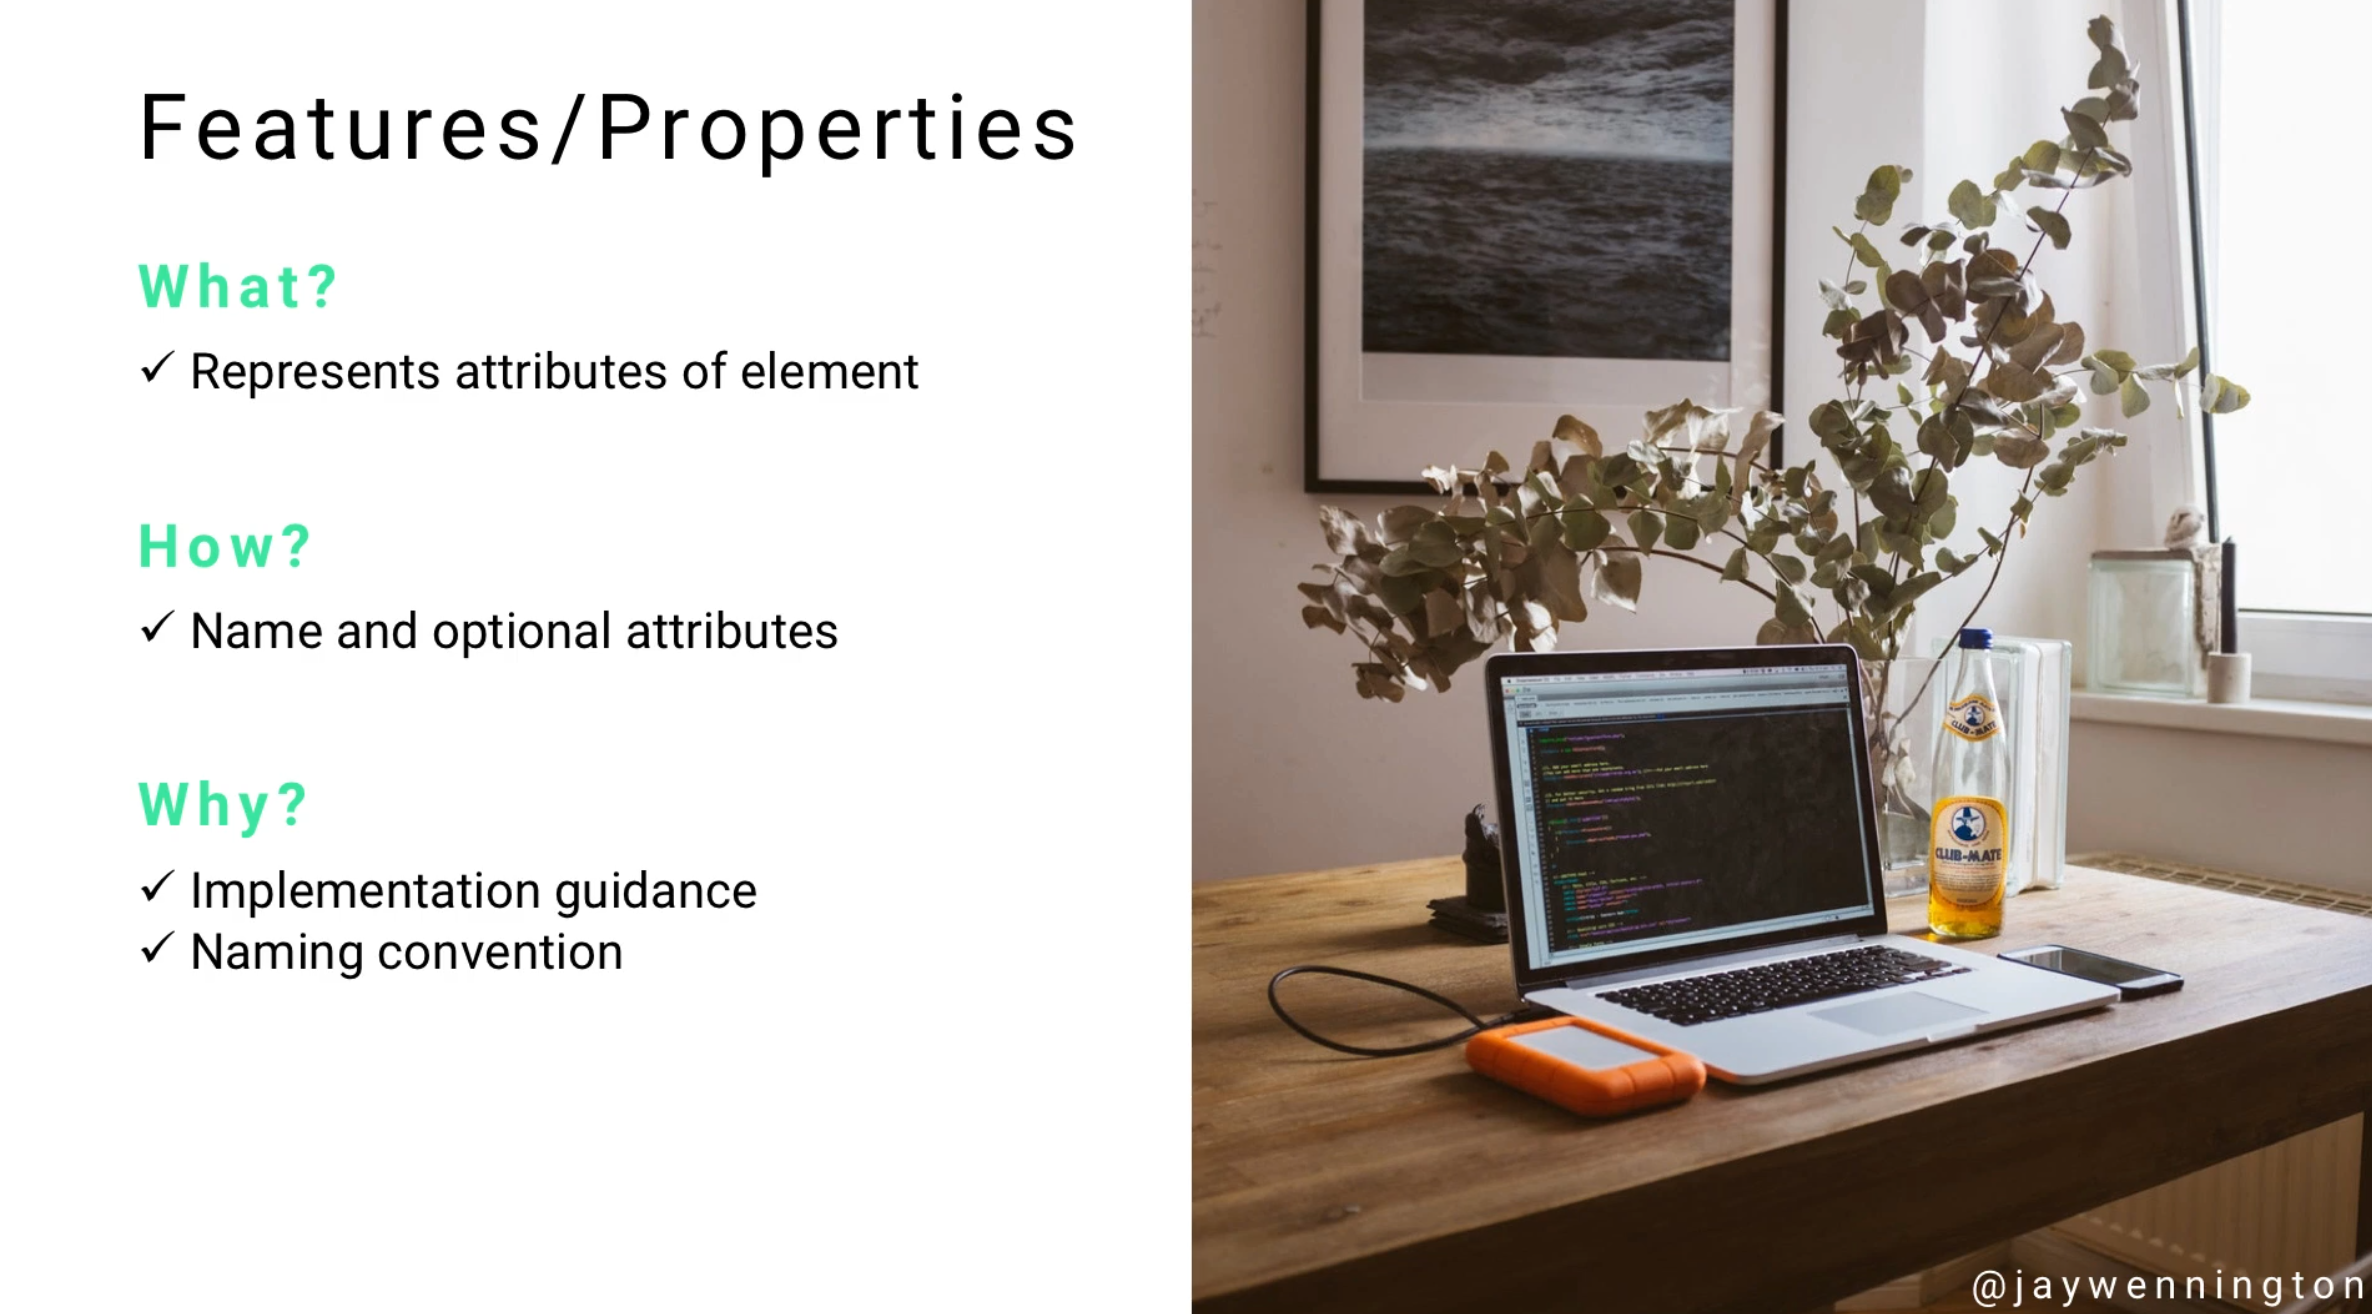 Features/Properties
What?
✓ Represents attributes of element
How?
✓ Name and optional attributes
Why?
✓ Implementation guidance
✓ Naming convention
CLUB-MATE
CLUB-MATE
@jaywennington